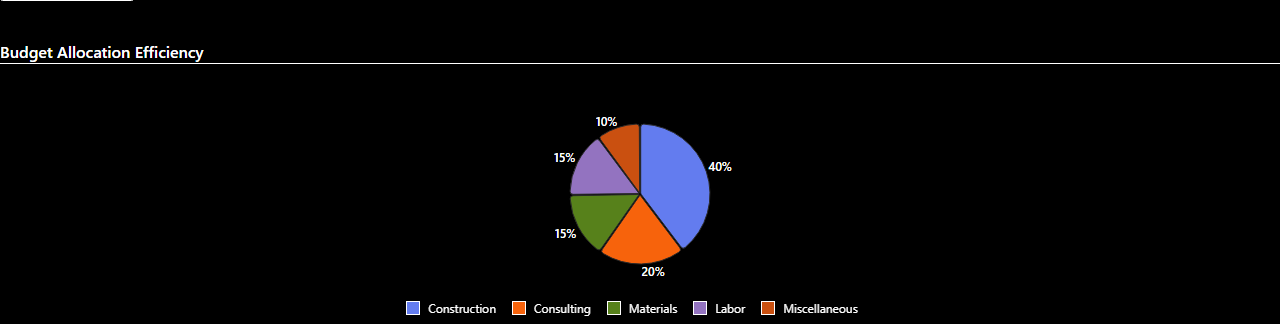 Budget Allocation Efficiency
10%
40%
15%
15%
20%
Construction Consulting Materials Labor Miscellaneous